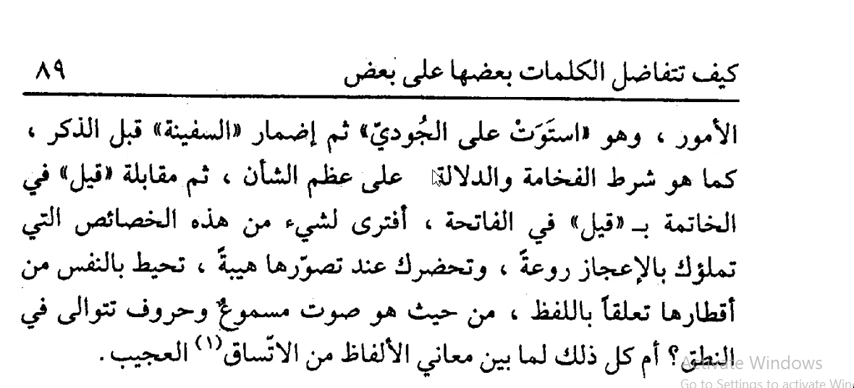 كيف تتفاضل الكلمات بعضها على بعض ٨٩
الأمور ، وهو «استَوَتْ على الجُوديّ» ثم إضمار «السفينة» قبل الذكر ،
كما هو شرط الفخامة والدلالة على عظم الشأن ، ثم مقابلة «قيل» في
الخاتمة بـ «قيل» في الفاتحة ، أفترى لشيء من هذه الخصائص التي
تملؤك بالإعجاز روعةً ، وتحضرك عند تصوّرها هيبةً ، تحيط بالنفس من
أقطارها تعلقاً باللفظ ، من حيث هو صوت مسموعٌ وحروف تتوالى في
النطق؟ أم كل ذلك لما بين معاني الألفاظ من الاتّساق(١) العجيب .
Activate Windows
Go to Settings to activate Win